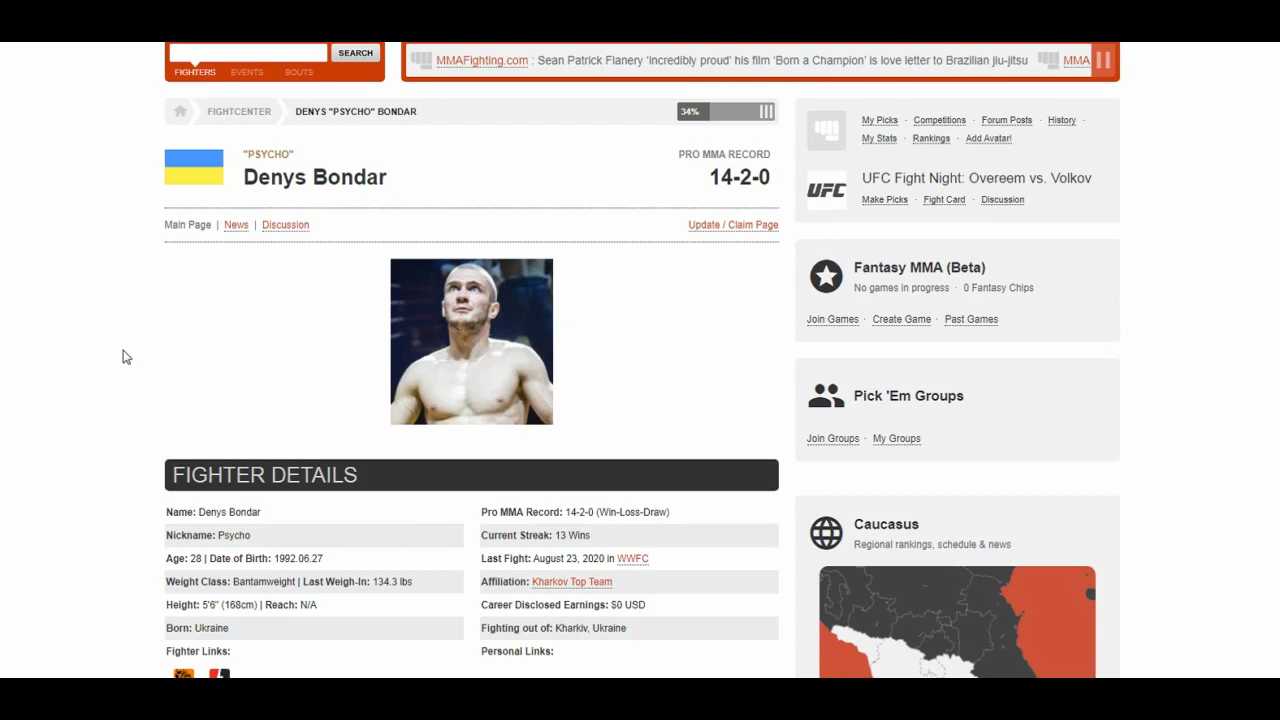 SEARCH
FIGHTERS EVENTS BOUTS
MMAFighting.com : Sean Patrick Flanery 'incredibly proud' his film 'Born a Champion' is love letter to Brazilian jiu-jitsu MMA
FIGHTCENTER DENYS "PSYCHO" BONDAR 34%
"PSYCHO" PRO MMA RECORD
Denys Bondar 14-2-0
Main Page | News | Discussion Update / Claim Page
FIGHTER DETAILS
Name: Denys Bondar Pro MMA Record: 14-2-0 (Win-Loss-Draw)
Nickname: Psycho Current Streak: 13 Wins
Age: 28 | Date of Birth: 1992.06.27 Last Fight: August 23, 2020 in WWFC
Weight Class: Bantamweight | Last Weigh-In: 134.3 lbs Affiliation: Kharkov Top Team
Height: 5'6" (168cm) | Reach: N/A Career Disclosed Earnings: $0 USD
Born: Ukraine Fighting out of: Kharkiv, Ukraine
Fighter Links: Personal Links:
My Picks · Competitions · Forum Posts · History ·
My Stats · Rankings · Add Avatar!
UFC UFC Fight Night: Overeem vs. Volkov
Make Picks · Fight Card · Discussion
Fantasy MMA (Beta)
No games in progress · 0 Fantasy Chips
Join Games · Create Game · Past Games
Pick 'Em Groups
Join Groups · My Groups
Caucasus
Regional rankings, schedule & news